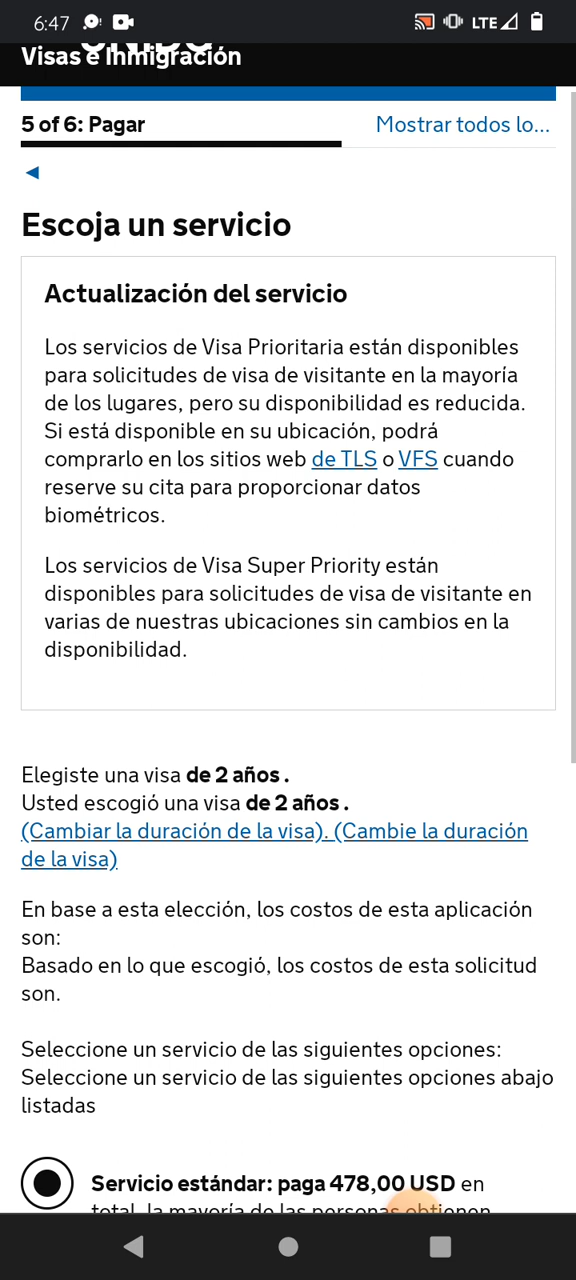 6:47
LTE
Visas e Inmigración
5 of 6: Pagar
Mostrar todos lo...
Escoja un servicio
Actualización del servicio
Los servicios de Visa Prioritaria están disponibles
para solicitudes de visa de visitante en la mayoría
de los lugares, pero su disponibilidad es reducida.
Si está disponible en su ubicación, podrá
comprarlo en los sitios web de TLS o VFS cuando
reserve su cita para proporcionar datos
biométricos.
Los servicios de Visa Super Priority están
disponibles para solicitudes de visa de visitante en
varias de nuestras ubicaciones sin cambios en la
disponibilidad.
Elegiste una visa de 2 años .
Usted escogió una visa de 2 años .
(Cambiar la duración de la visa). (Cambie la duración
de la visa)
En base a esta elección, los costos de esta aplicación
son:
Basado en lo que escogió, los costos de esta solicitud
son.
Seleccione un servicio de las siguientes opciones:
Seleccione un servicio de las siguientes opciones abajo
listadas
Servicio estándar: paga 478,00 USD en
total, la mayoría de las personas obtienen